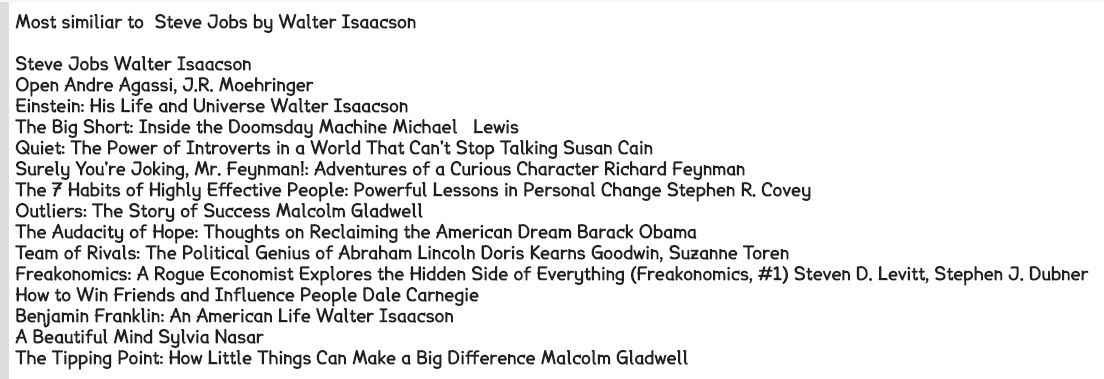 Most similiar to  Steve Jobs by Walter Isaacson
Steve Jobs Walter Isaacson
Open Andre Agassi, J.R. Moehringer
Einstein: His Life and Universe Walter Isaacson
The Big Short: Inside the Doomsday Machine Michael   Lewis
Quiet: The Power of Introverts in a World That Can't Stop Talking Susan Cain
Surely You're Joking, Mr. Feynman!: Adventures of a Curious Character Richard Feynman
The 7 Habits of Highly Effective People: Powerful Lessons in Personal Change Stephen R. Covey
Outliers: The Story of Success Malcolm Gladwell
The Audacity of Hope: Thoughts on Reclaiming the American Dream Barack Obama
Team of Rivals: The Political Genius of Abraham Lincoln Doris Kearns Goodwin, Suzanne Toren
Freakonomics: A Rogue Economist Explores the Hidden Side of Everything (Freakonomics, #1) Steven D. Levitt, Stephen J. Dubner
How to Win Friends and Influence People Dale Carnegie
Benjamin Franklin: An American Life Walter Isaacson
A Beautiful Mind Sylvia Nasar
The Tipping Point: How Little Things Can Make a Big Difference Malcolm Gladwell